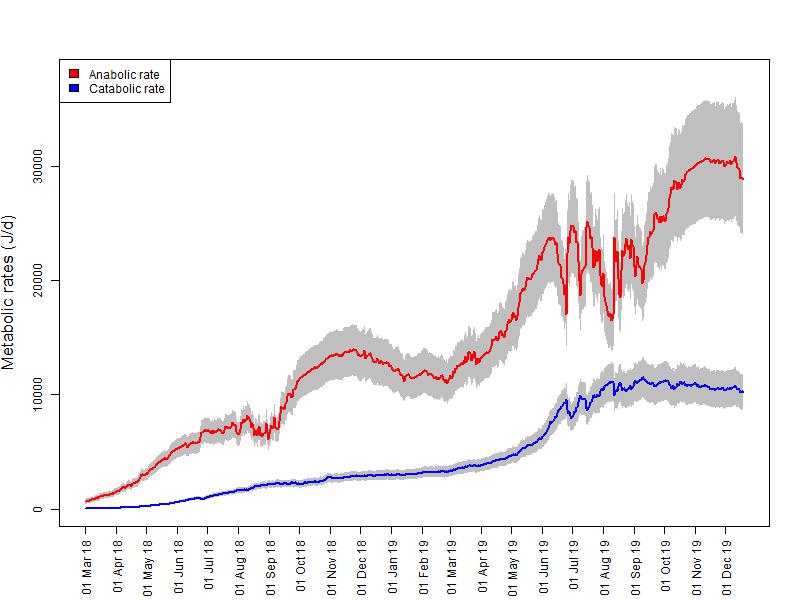 Anabolic rate
Catabolic rate
Metabolic rates (J/d)
30000
20000
10000
0
01 Mar 18
01 Apr 18
01 May 18
01 Jun 18
01 Jul 18
01 Aug 18
01 Sep 18
01 Oct 18
01 Nov 18
01 Dec 18
01 Jan 19
01 Feb 19
01 Mar 19
01 Apr 19
01 May 19
01 Jun 19
01 Jul 19
01 Aug 19
01 Sep 19
01 Oct 19
01 Nov 19
01 Dec 19